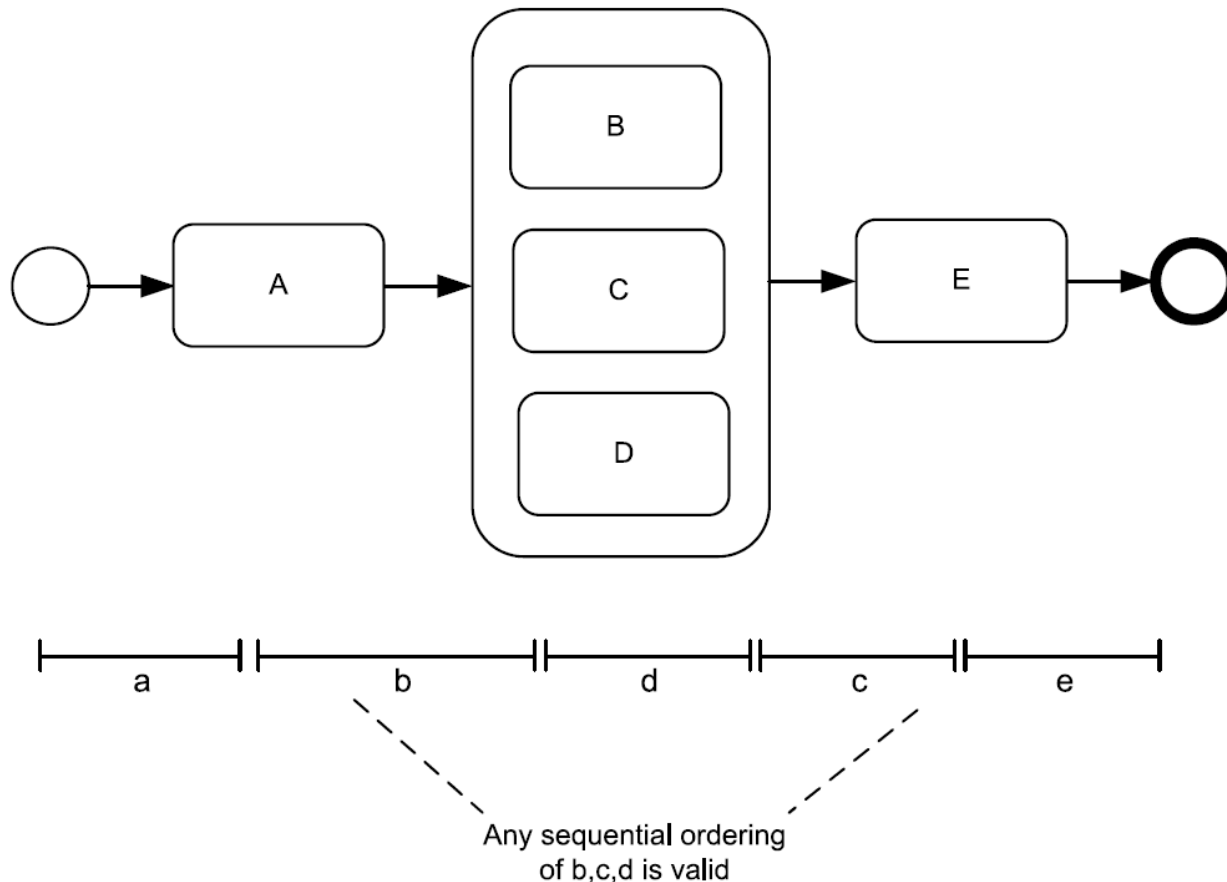 B
A
C
E
D
a
b
d
c
e
Any sequential ordering
of b,c,d is valid